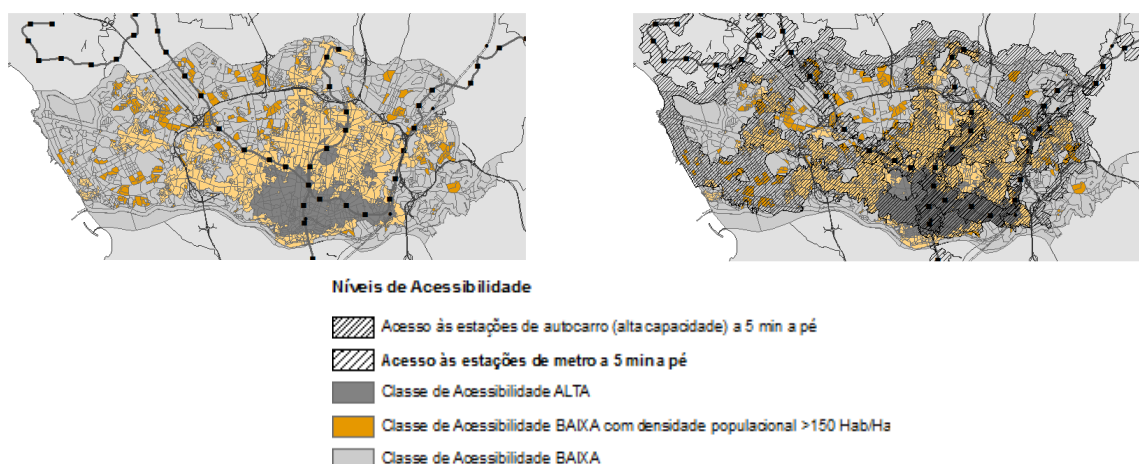 Níveis de Acessibilidade
Acesso às estações de autocarro (alta capacidade) a 5 min a pé
Acesso às estações de metro a 5 min a pé
Classe de Acessibilidade ALTA
Classe de Acessibilidade BAIXA com densidade populacional >150 Hab/Ha
Classe de Acessibilidade BAIXA